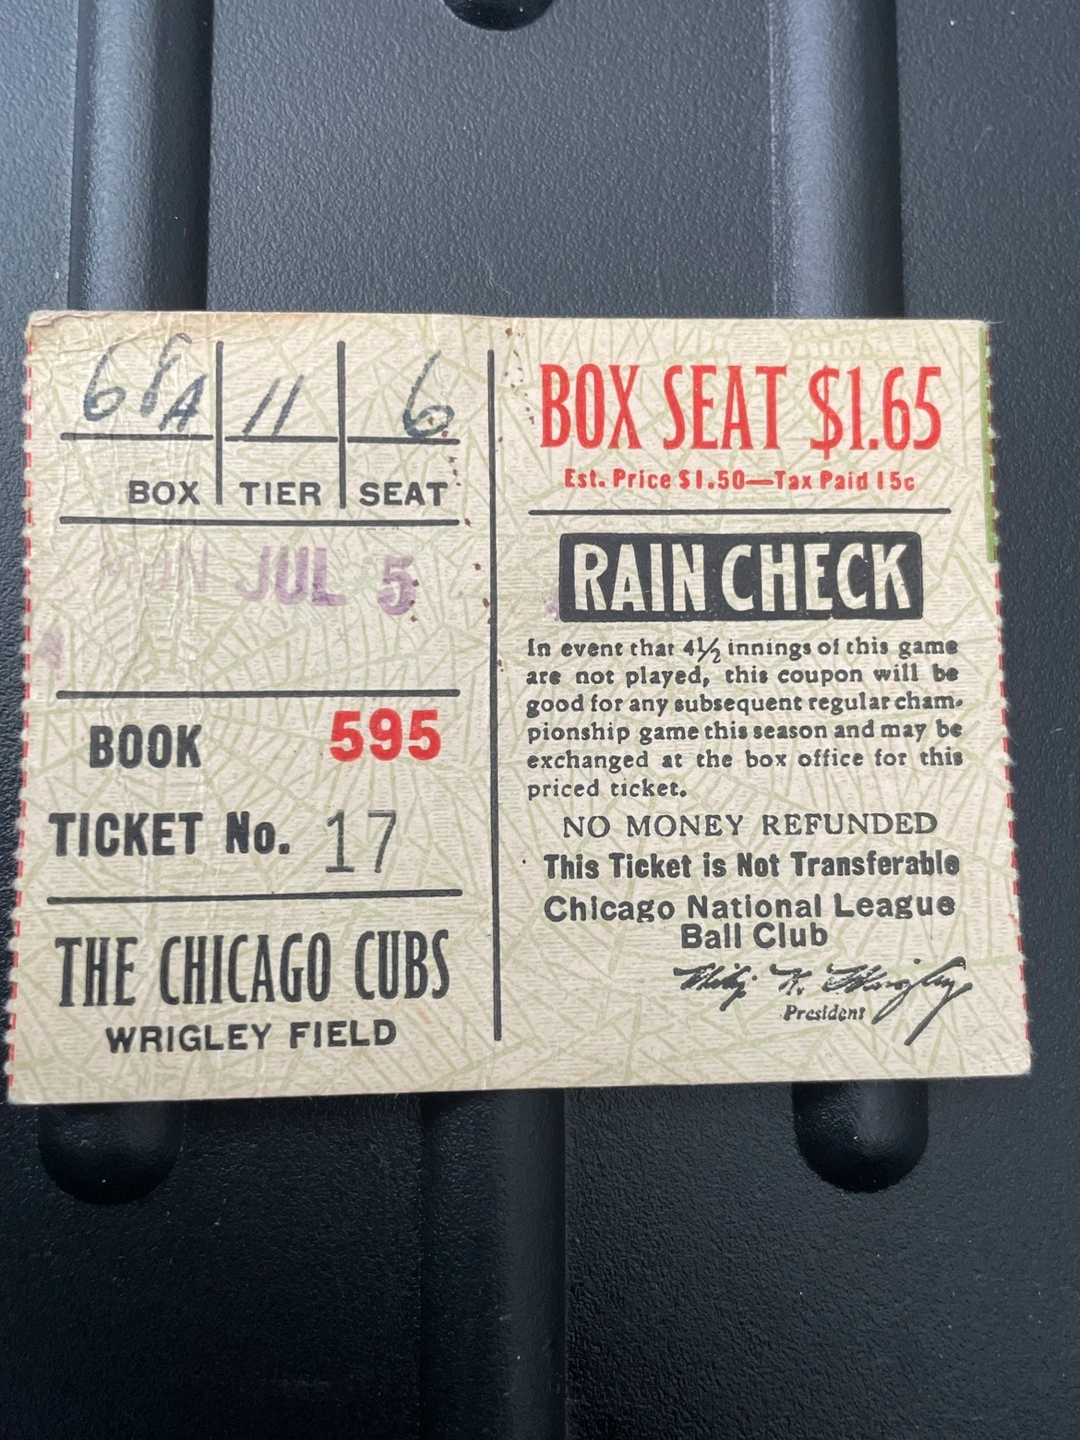 68A 11 6
BOX TIER SEAT
JUL 5
BOOK 595
TICKET No. 17
THE CHICAGO CUBS
WRIGLEY FIELD
BOX SEAT $1.65
Est. Price $1.50—Tax Paid 15c
RAIN CHECK
In event that 4½ innings of this game
are not played, this coupon will be
good for any subsequent regular cham-
pionship game this season and may be
exchanged at the box office for this
priced ticket.
NO MONEY REFUNDED
This Ticket is Not Transferable
Chicago National League
Ball Club
Philip K. Wrigley
President